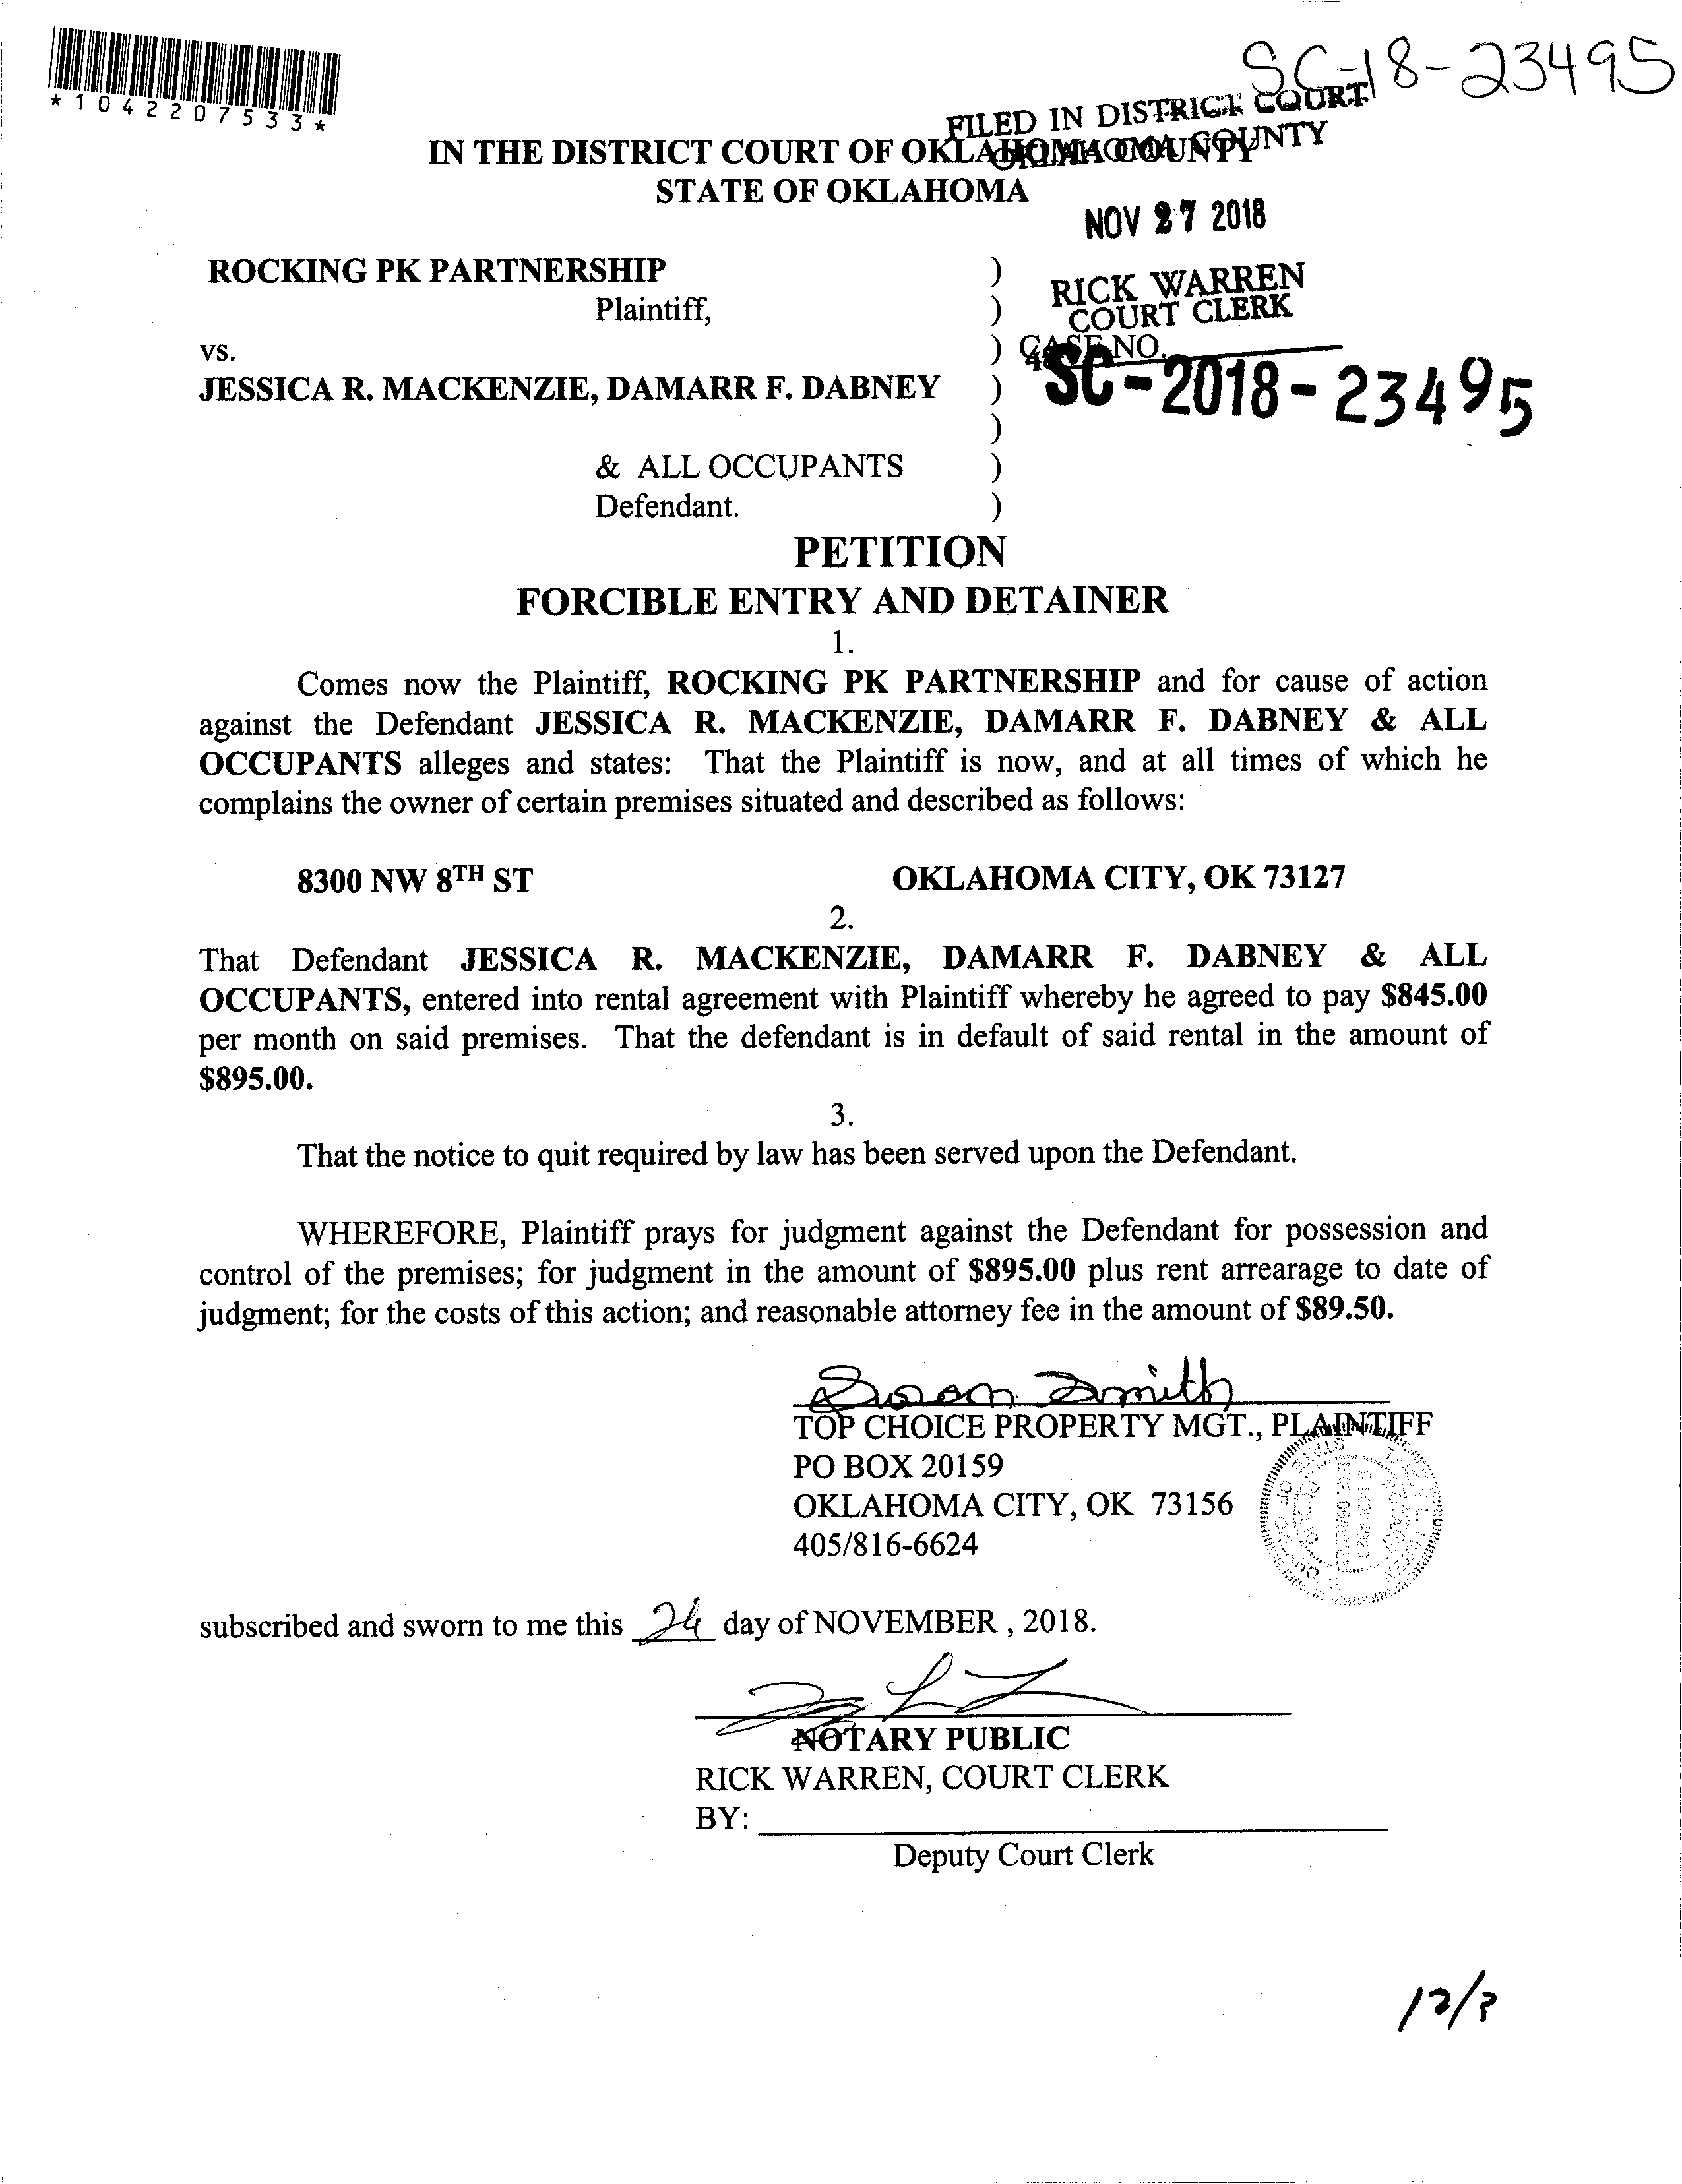 SC-18-23495
*1042207533*
FILED IN DISTRICT COURT
OKLAHOMA COUNTY
IN THE DISTRICT COURT OF OKLAHOMA COUNTY
STATE OF OKLAHOMA
NOV 27 2018
ROCKING PK PARTNERSHIP )
RICK WARREN
Plaintiff, )
COURT CLERK
vs. ) CASE NO.
SC-2018-23495
JESSICA R. MACKENZIE, DAMARR F. DABNEY )
)
& ALL OCCUPANTS )
Defendant. )
PETITION
FORCIBLE ENTRY AND DETAINER
1.
Comes now the Plaintiff, ROCKING PK PARTNERSHIP and for cause of action
against the Defendant JESSICA R. MACKENZIE, DAMARR F. DABNEY & ALL
OCCUPANTS alleges and states: That the Plaintiff is now, and at all times of which he
complains the owner of certain premises situated and described as follows:
8300 NW 8TH ST OKLAHOMA CITY, OK 73127
2.
That Defendant JESSICA R. MACKENZIE, DAMARR F. DABNEY & ALL
OCCUPANTS, entered into rental agreement with Plaintiff whereby he agreed to pay $845.00
per month on said premises. That the defendant is in default of said rental in the amount of
$895.00.
3.
That the notice to quit required by law has been served upon the Defendant.
WHEREFORE, Plaintiff prays for judgment against the Defendant for possession and
control of the premises; for judgment in the amount of $895.00 plus rent arrearage to date of
judgment; for the costs of this action; and reasonable attorney fee in the amount of $89.50.
Susan Smith
TOP CHOICE PROPERTY MGT., PLAINTIFF
PO BOX 20159
OKLAHOMA CITY, OK 73156
405/816-6624
STATE OF
subscribed and sworn to me this day of NOVEMBER , 2018.
NOTARY PUBLIC
RICK WARREN, COURT CLERK
BY:
Deputy Court Clerk